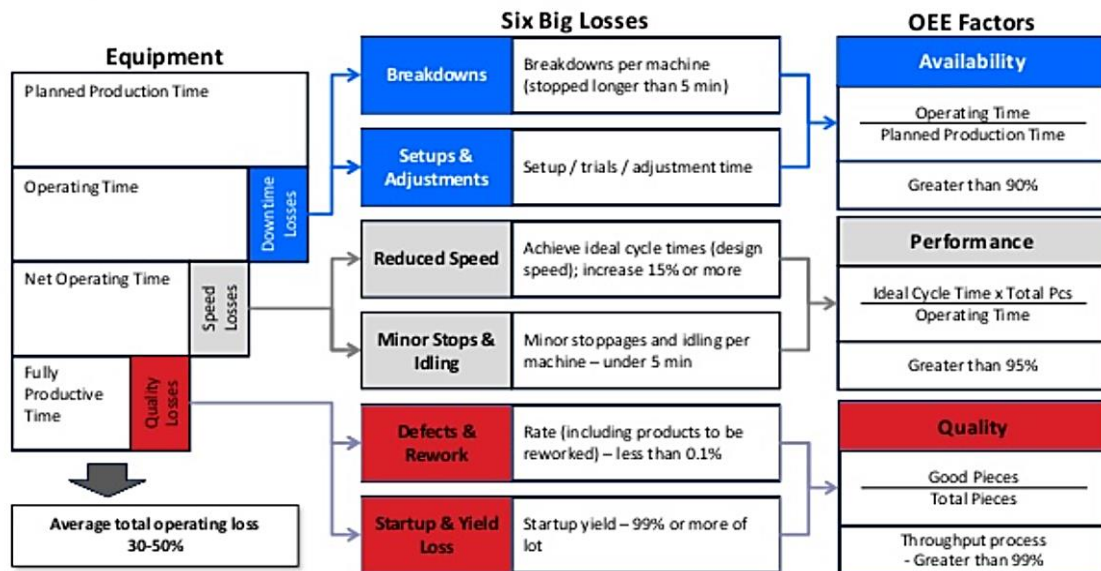 Six Big Losses
OEE Factors
Equipment
Planned Production Time
Operating Time
Downtime
Losses
Net Operating Time
Speed
Losses
Fully
Productive
Time
Quality
Losses
Average total operating loss
30-50%
Breakdowns
Breakdowns per machine
(stopped longer than 5 min)
Setups &
Adjustments
Setup / trials / adjustment time
Reduced Speed
Achieve ideal cycle times (design
speed); increase 15% or more
Minor Stops &
Idling
Minor stoppages and idling per
machine – under 5 min
Defects &
Rework
Rate (including products to be
reworked) – less than 0.1%
Startup & Yield
Loss
Startup yield – 99% or more of
lot
Availability
Operating Time
Planned Production Time
Greater than 90%
Performance
Ideal Cycle Time x Total Pcs
Operating Time
Greater than 95%
Quality
Good Pieces
Total Pieces
Throughput process
- Greater than 99%